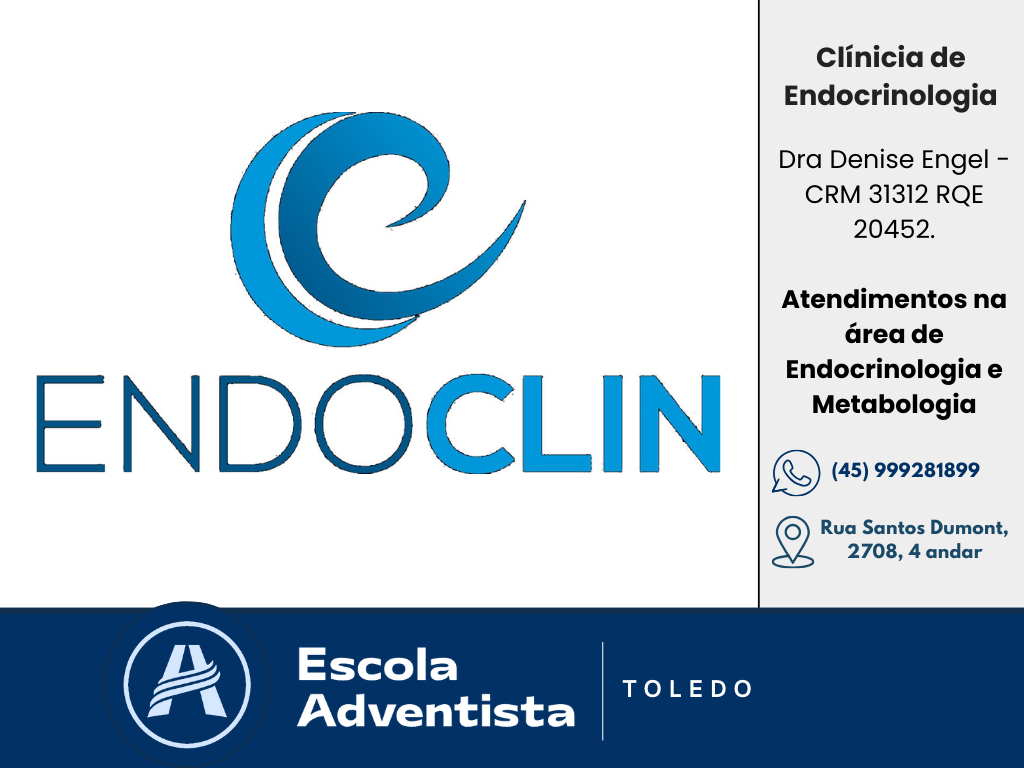 ENDOCLIN
Clínicia de
Endocrinologia
Dra Denise Engel -
CRM 31312 RQE
20452.
Atendimentos na
área de
Endocrinologia e
Metabologia
(45) 999281899
Rua Santos Dumont,
2708, 4 andar
Escola
Adventista
TOLEDO